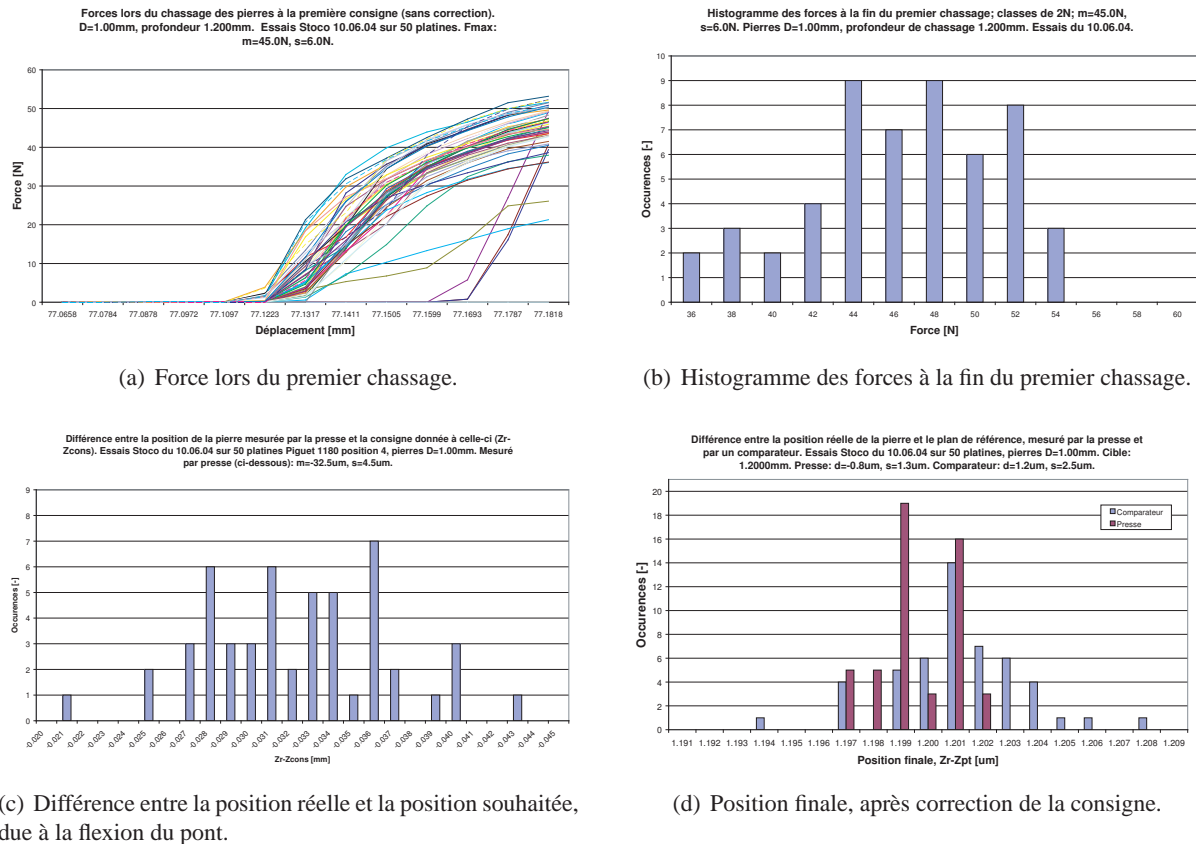 Forces lors du chassage des pierres à la première consigne (sans correction).
D=1.00mm, profondeur 1.200mm. Essais Stoco 10.06.04 sur 50 platines. Fmax:
m=45.0N, s=6.0N.
60
50
40
30
20
10
0
Force [N]
77.0658 77.0784 77.0878 77.0972 77.1097 77.1223 77.1317 77.1411 77.1505 77.1599 77.1693 77.1787 77.1818
Déplacement [mm]
(a) Force lors du premier chassage.
Histogramme des forces à la fin du premier chassage; classes de 2N; m=45.0N,
s=6.0N. Pierres D=1.00mm, profondeur de chassage 1.200mm. Essais du 10.06.04.
10
9
8
7
6
5
4
3
2
1
0
Occurences [-]
36 38 40 42 44 46 48 50 52 54 56 58 60
Force [N]
(b) Histogramme des forces à la fin du premier chassage.
Différence entre la position de la pierre mesurée par la presse et la consigne donnée à celle-ci (Zr-
Zcons). Essais Stoco du 10.06.04 sur 50 platines Piguet 1180 position 4, pierres D=1.00mm. Mesuré
par presse (ci-dessous): m=-32.5um, s=4.5um.
9
8
7
6
5
4
3
2
1
0
Occurences [-]
-0.020 -0.021 -0.023 -0.024 -0.025 -0.026 -0.027 -0.028 -0.029 -0.030 -0.031 -0.032 -0.033 -0.034 -0.035 -0.036 -0.037 -0.038 -0.039 -0.040 -0.041 -0.043 -0.044 -0.045
Zr-Zcons [mm]
(c) Différence entre la position réelle et la position souhaitée,
due à la flexion du pont.
Différence entre la position réelle de la pierre et le plan de référence, mesuré par la presse et
par un comparateur. Essais Stoco du 10.06.04 sur 50 platines, pierres D=1.00mm. Cible:
1.2000mm. Presse: d=-0.8um, s=1.3um. Comparateur: d=1.2um, s=2.5um.
20
18
16
14
12
10
8
6
4
2
0
Occurences [-]
Comparateur
Presse
1.191 1.192 1.193 1.194 1.195 1.196 1.197 1.198 1.199 1.200 1.201 1.202 1.203 1.204 1.205 1.206 1.207 1.208 1.209
Position finale, Zr-Zpt [um]
(d) Position finale, après correction de la consigne.